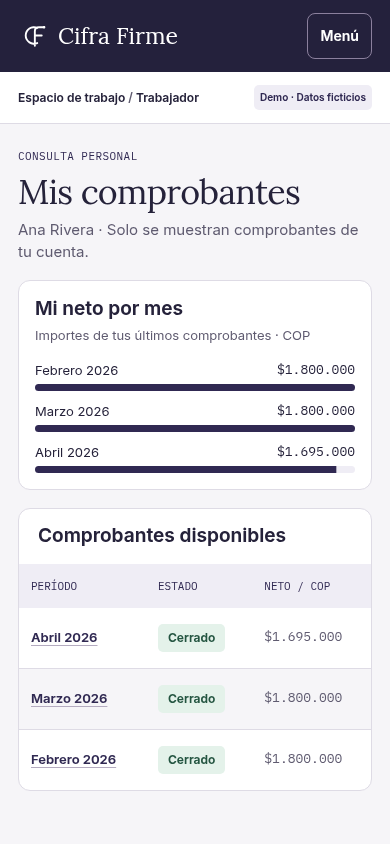 Cifra Firme
Menú
Espacio de trabajo / Trabajador
Demo · Datos ficticios
CONSULTA PERSONAL
Mis comprobantes
Ana Rivera · Solo se muestran comprobantes de
tu cuenta.
Mi neto por mes
Importes de tus últimos comprobantes · COP
Febrero 2026 $1.800.000
Marzo 2026 $1.800.000
Abril 2026 $1.695.000
Comprobantes disponibles
PERÍODO ESTADO NETO / COP
Abril 2026 Cerrado $1.695.000
Marzo 2026 Cerrado $1.800.000
Febrero 2026 Cerrado $1.800.000